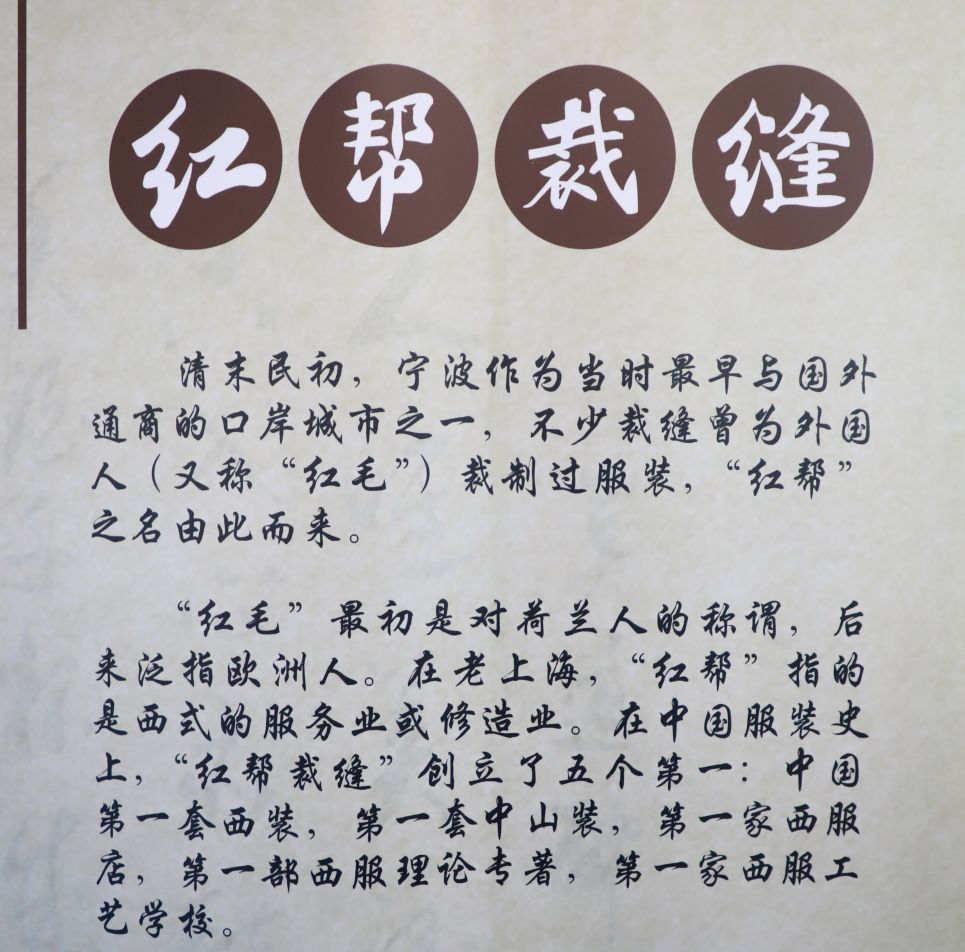 红帮裁缝
清末民初，宁波作为当时最早与国外
通商的口岸城市之一，不少裁缝曾为外国
人（又称“红毛”）裁制过服装，“红帮”
之名由此而来。
“红毛”最初是对荷兰人的称谓，后
来泛指欧洲人。在老上海，“红帮”指的
是西式的服务业或修造业。在中国服装史
上，“红帮裁缝”创立了五个第一：中国
第一套西装，第一套中山装，第一家西服
店，第一部西服理论专著，第一家西服工
艺学校。